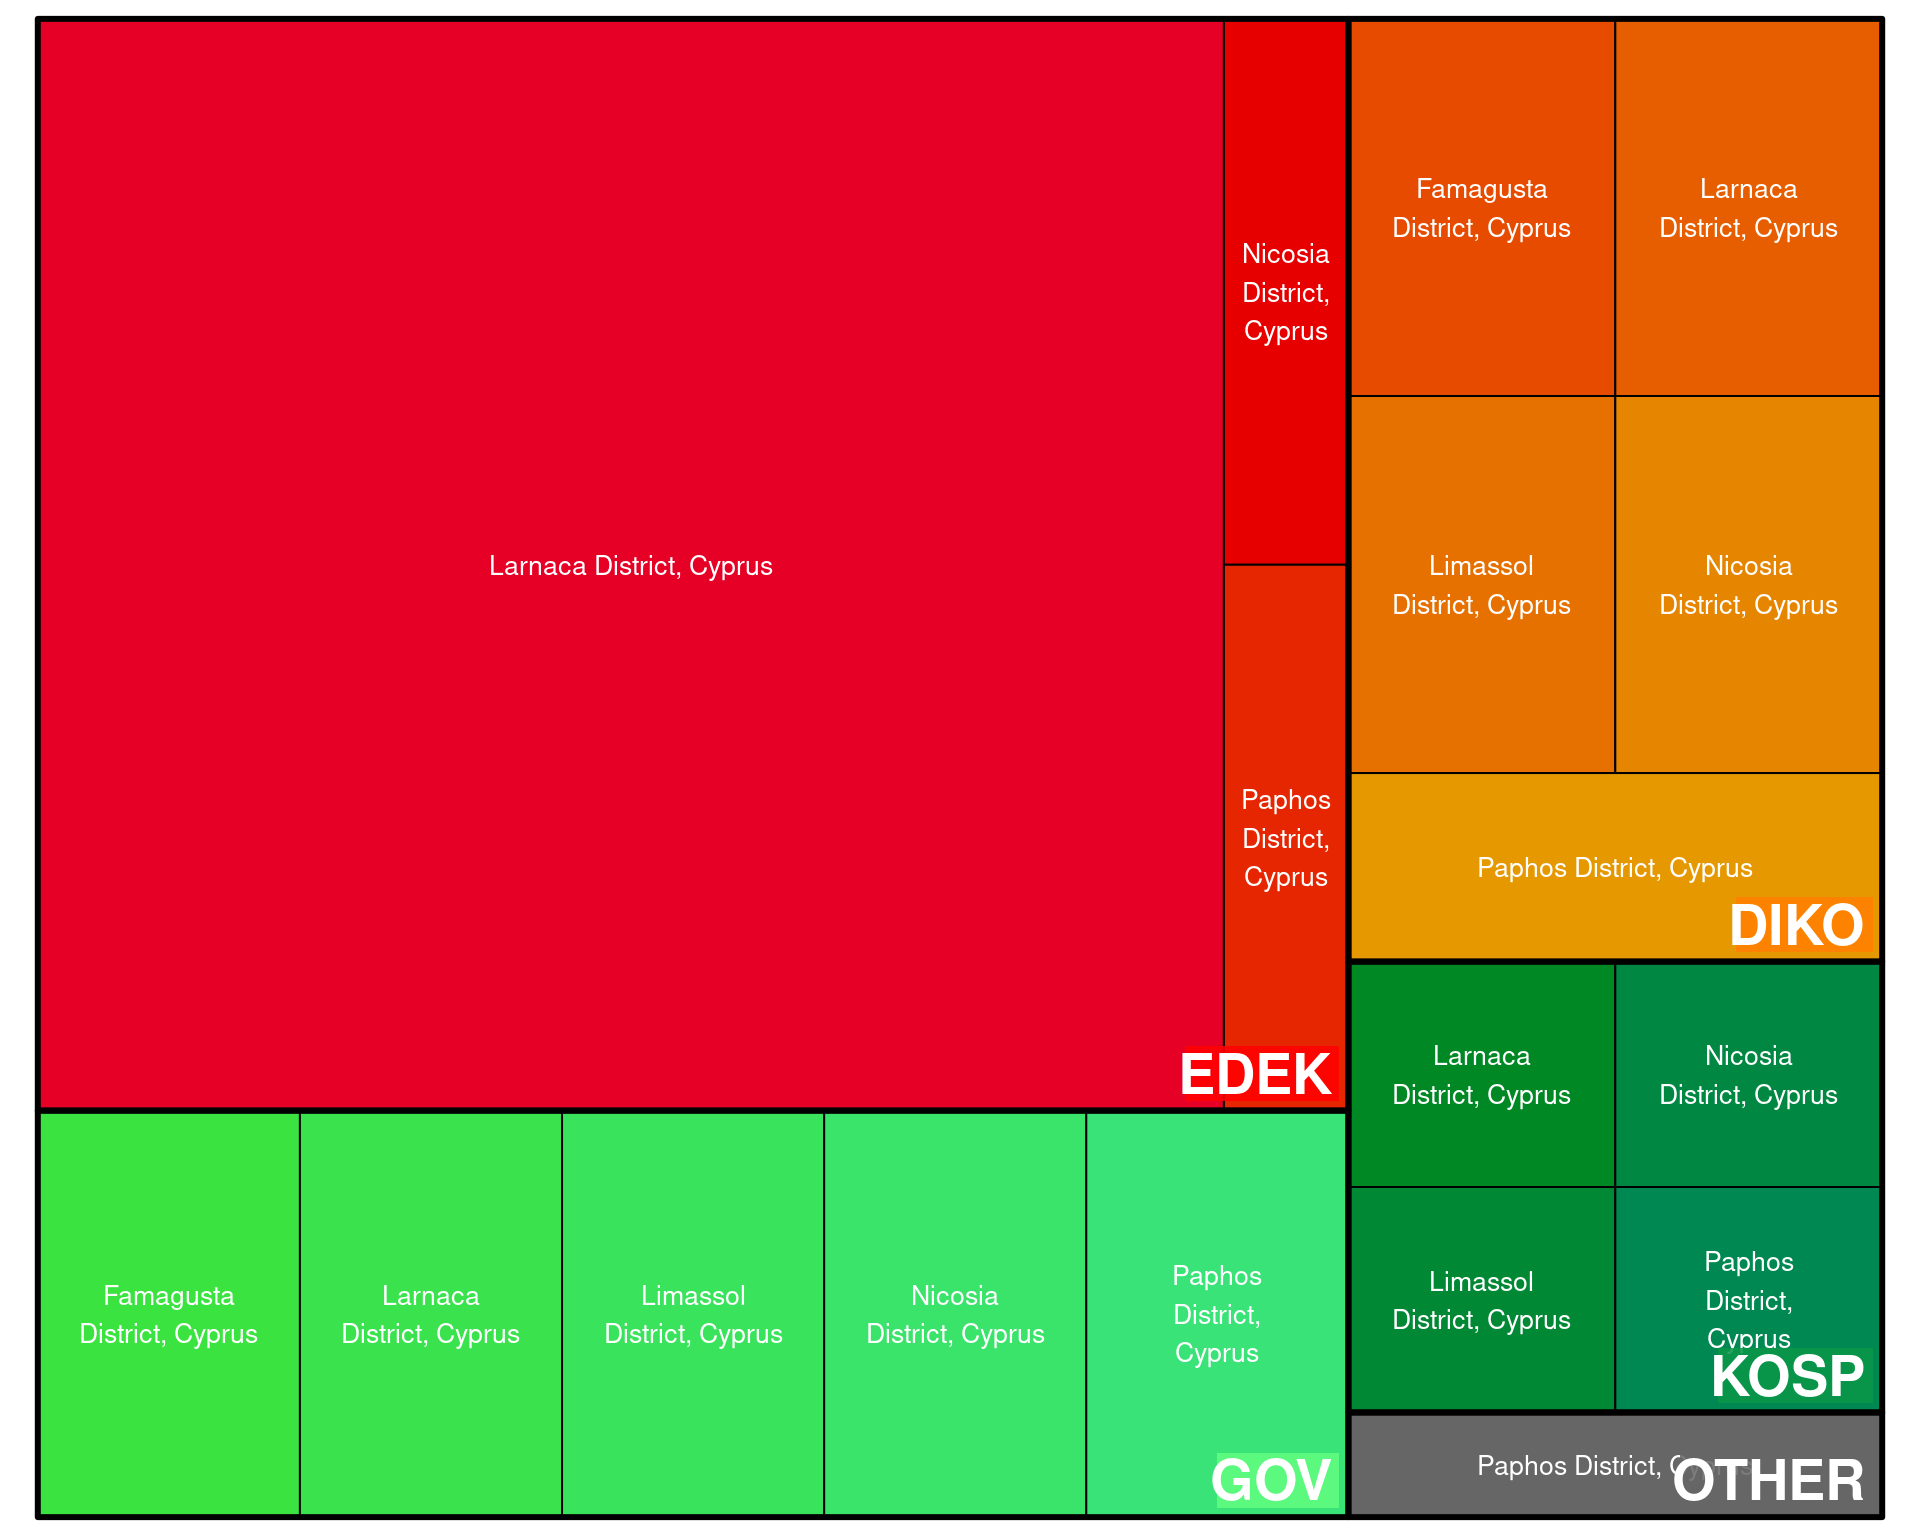 Larnaca District, Cyprus
Nicosia
District,
Cyprus
Paphos
District,
Cyprus
EDEK
Famagusta
District, Cyprus
Larnaca
District, Cyprus
Limassol
District, Cyprus
Nicosia
District, Cyprus
Paphos District, Cyprus
DIKO
Famagusta
District, Cyprus
Larnaca
District, Cyprus
Limassol
District, Cyprus
Nicosia
District, Cyprus
Paphos
District,
Cyprus
GOV
Larnaca
District, Cyprus
Nicosia
District, Cyprus
Limassol
District, Cyprus
Paphos
District,
Cyprus
KOSP
Paphos District,
OTHER